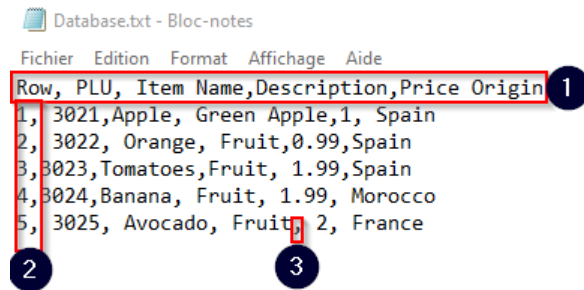 Database.txt - Bloc-notes
Fichier Edition Format Affichage Aide
Row, PLU, Item Name,Description,Price Origin 1
1, 3021,Apple, Green Apple,1, Spain
2, 3022, Orange, Fruit,0.99,Spain
3,3023,Tomatoes,Fruit, 1.99,Spain
4,3024,Banana, Fruit, 1.99, Morocco
5, 3025, Avocado, Fruit, 2, France
2 3